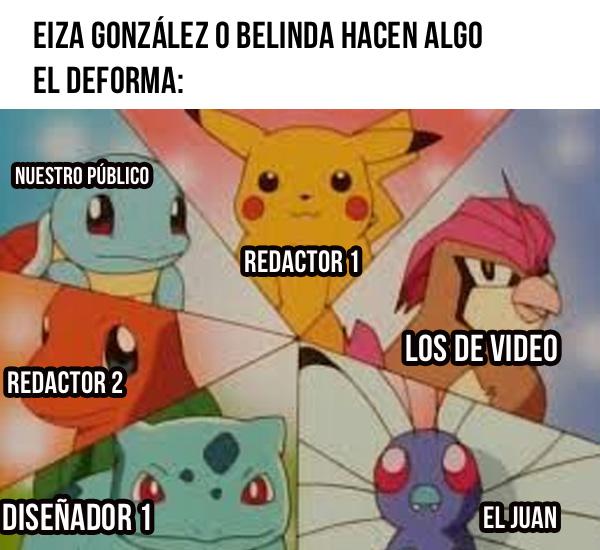 EIZA GONZÁLEZ O BELINDA HACEN ALGO
EL DEFORMA:
NUESTRO PÚBLICO
REDACTOR 1
LOS DE VIDEO
REDACTOR 2
DISEÑADOR 1
EL JUAN